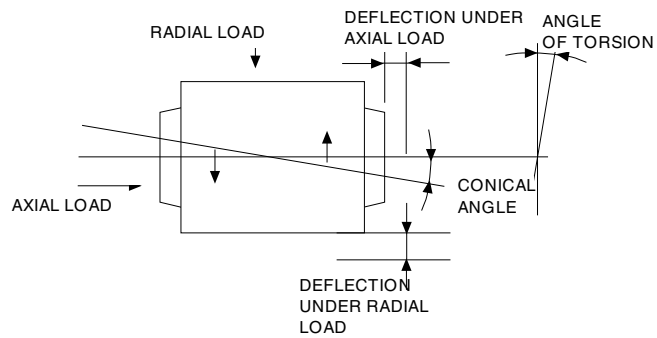 DEFLECTION UNDER
AXIAL LOAD
ANGLE
OF TORSION
RADIAL LOAD
AXIAL LOAD
CONICAL
ANGLE
DEFLECTION
UNDER RADIAL
LOAD